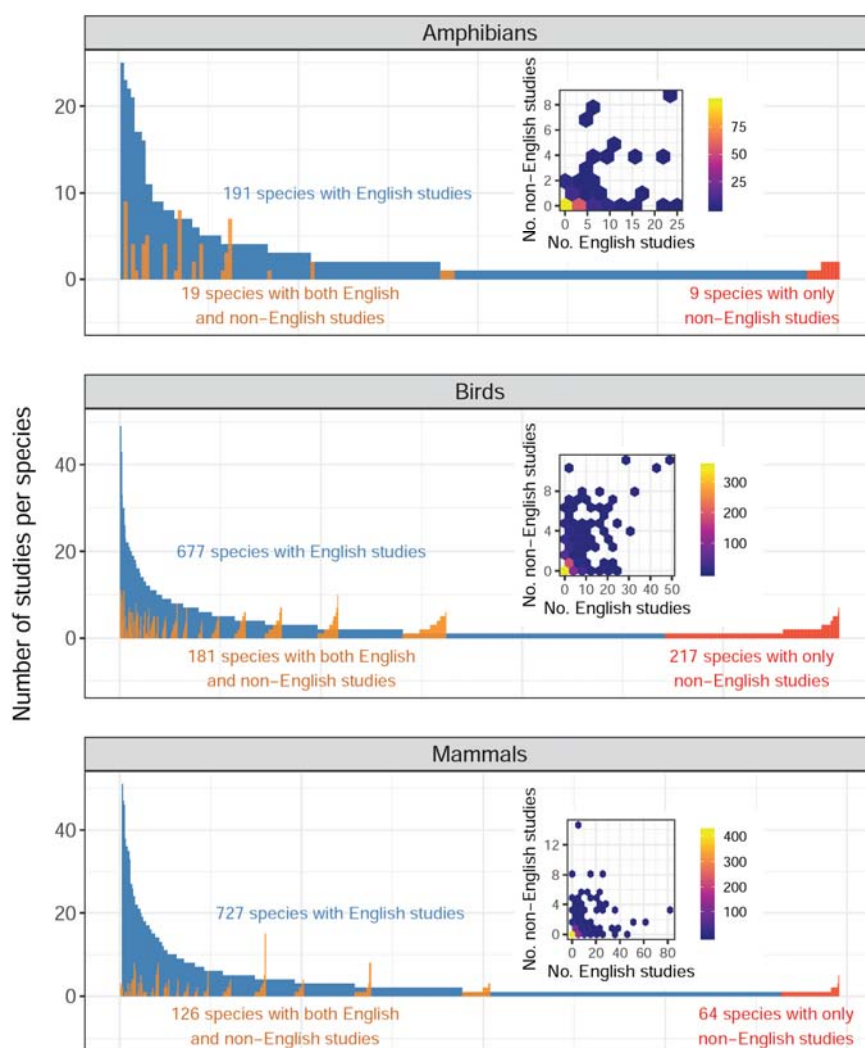 Amphibians
20
10
0
191 species with English studies
19 species with both English
and non−English studies
9 species with only
non−English studies
No. non−English studies
8
6
4
2
0
0 5 10 15 20 25
No. English studies
75
50
25
Number of studies per species
Birds
40
20
0
677 species with English studies
181 species with both English
and non−English studies
217 species with only
non−English studies
No. non−English studies
8
4
0
0 10 20 30 40 50
No. English studies
300
200
100
Mammals
40
20
0
727 species with English studies
126 species with both English
and non−English studies
64 species with only
non−English studies
No. non−English studies
12
8
4
0
0 20 40 60 80
No. English studies
400
300
200
100